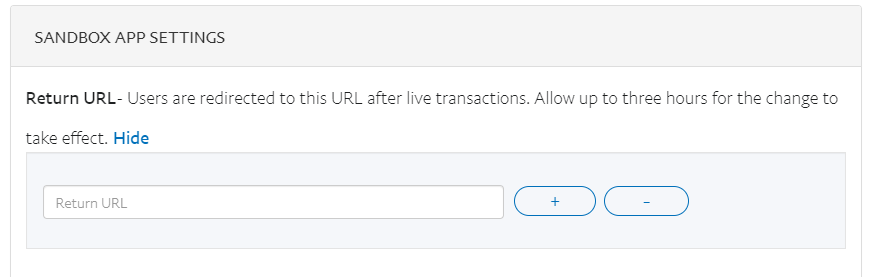 SANDBOX APP SETTINGS
Return URL- Users are redirected to this URL after live transactions. Allow up to three hours for the change to
take effect. Hide
Return URL + -